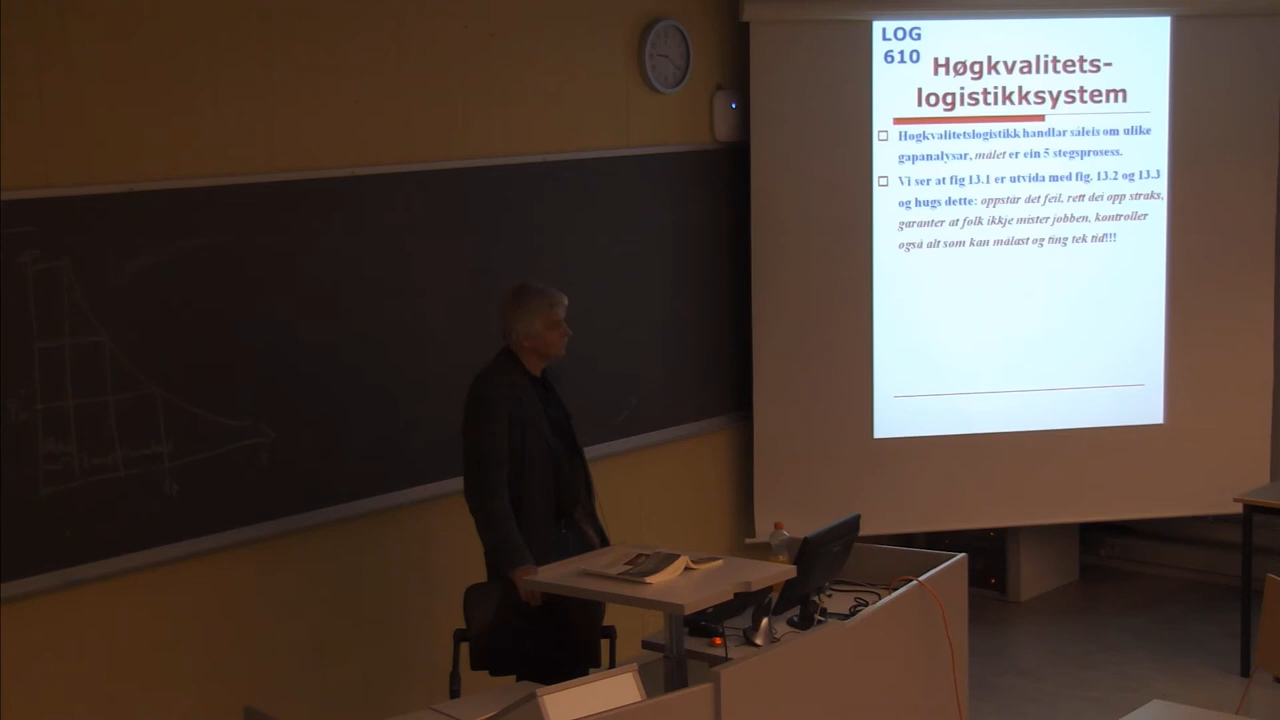 LOG
610
Høgkvalitets-
logistikksystem
Høgkvalitetslogistikk handlar såleis om ulike
gapanalysar, målet er ein 5 stegsprosess.
Vi ser at fig 13.1 er utvida med fig. 13.2 og 13.3
og hugs dette: oppstår det feil, rett dei opp straks,
garanter at folk ikkje mister jobben, kontroller
også alt som kan målast og ting tek tid!!!